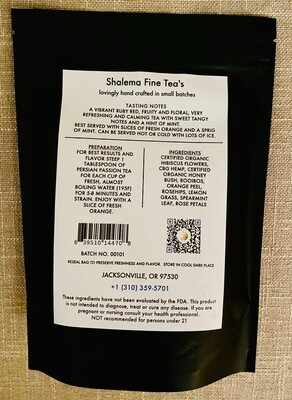 Shalema Fine Tea's
lovingly hand crafted in small batches
TASTING NOTES
A VIBRANT RUBY RED, FRUITY AND FLORAL, VERY
REFRESHING AND CALMING TEA WITH SWEET TANGY
NOTES AND A HINT OF MINT.
BEST SERVED WITH SLICES OF FRESH ORANGE AND A SPRIG
OF MINT. CAN BE SERVED HOT OR COLD WITH LOTS OF ICE.
PREPARATION
FOR BEST RESULTS AND
FLAVOR STEEP 1
TABLESPOON OF
PERSIAN PASSION TEA
FOR EACH CUP OF
FRESH, ALMOST
BOILING WATER (195F)
FOR 5-8 MINUTES AND
STRAIN. ENJOY WITH A
SLICE OF FRESH
ORANGE.
INGREDIENTS
CERTIFIED ORGANIC
HIBISCUS FLOWERS,
CBG HEMP, CERTIFIED
ORGANIC HONEY
BUSH, ROOIBOS,
ORANGE PEEL,
ROSEHIPS, LEMON
GRASS, SPEARMINT
LEAF, ROSE PETALS
6 39510 14470 8
BATCH NO. 00101
RESEAL BAG TO PRESERVE FRESHNESS AND FLAVOR. STORE IN COOL DARK PLACE
JACKSONVILLE, OR 97530
+1 (310) 359-5701
These ingredients have not been evaluated by the FDA. This product
is not intended to diagnose, treat or cure any disease. If you are
pregnant or nursing consult your heath professional.
NOT recommended for persons under 21